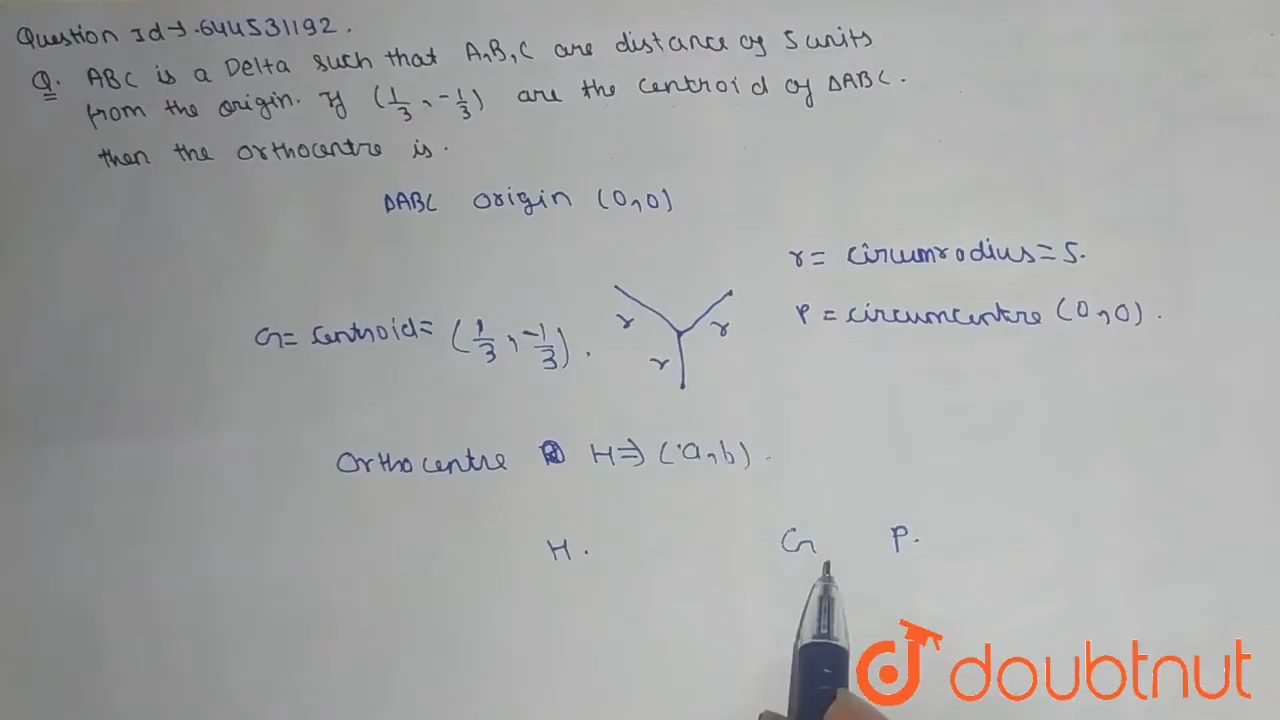 Question Id → .644531192.
Q. ABC is a Delta such that A, B, C are distance of 5 units
from the origin. If (1/3, -1/3) are the centroid of ΔABC.
then the orthocentre is.
ΔABC origin (0,0)
r = circumradius = 5.
P = circumcentre (0,0).
G = centroid = (1/3, -1/3).
r
r
r
Orthocentre H ⇒ (a,b).
H. G P.
doubtnut